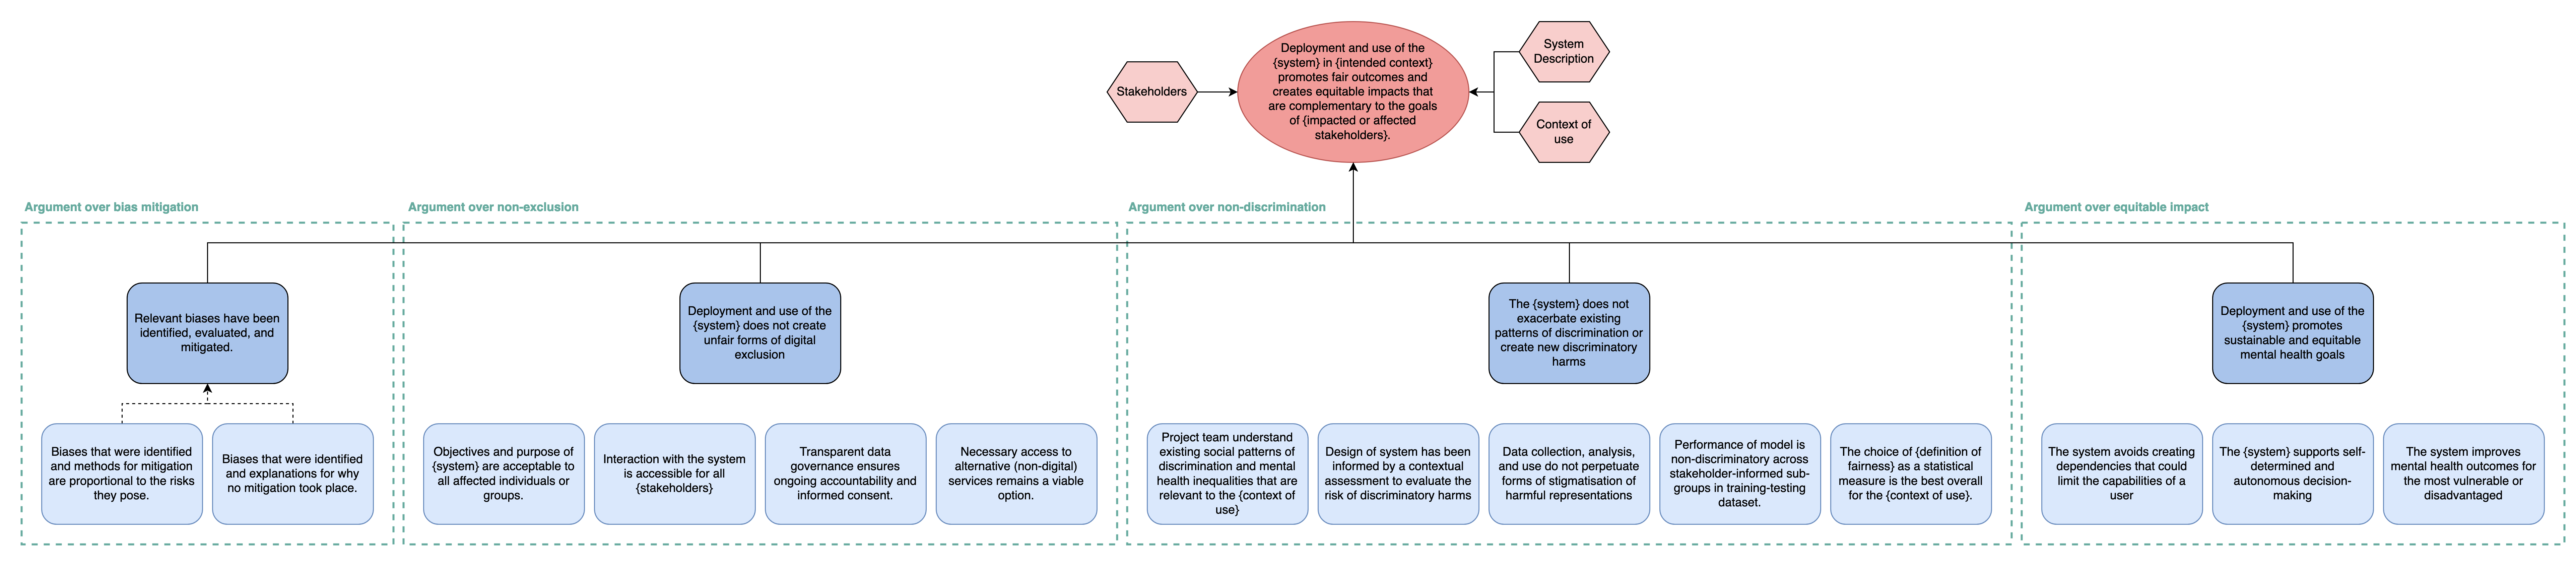 Deployment and use of the
{system} in {intended context}
promotes fair outcomes and
creates equitable impacts that
are complementary to the goals
of {impacted or affected
stakeholders}.
Stakeholders
System
Description
Context of
use
Argument over bias mitigation
Argument over non-exclusion
Argument over non-discrimination
Argument over equitable impact
Relevant biases have been
identified, evaluated, and
mitigated.
Deployment and use of the
{system} does not create
unfair forms of digital
exclusion
The {system} does not
exacerbate existing
patterns of discrimination or
create new discriminatory
harms
Deployment and use of the
{system} promotes
sustainable and equitable
mental health goals
Biases that were identified
and methods for mitigation
are proportional to the risks
they pose.
Biases that were identified
and explanations for why
no mitigation took place.
Objectives and purpose of
{system} are acceptable to
all affected individuals or
groups.
Interaction with the system
is accessible for all
{stakeholders}
Transparent data
governance ensures
ongoing accountability and
informed consent.
Necessary access to
alternative (non-digital)
services remains a viable
option.
Project team understand
existing social patterns of
discrimination and mental
health inequalities that are
relevant to the {context of
use}
Design of system has been
informed by a contextual
assessment to evaluate the
risk of discriminatory harms
Data collection, analysis,
and use do not perpetuate
forms of stigmatisation of
harmful representations
Performance of model is
non-discriminatory across
stakeholder-informed sub-
groups in training-testing
dataset.
The choice of {definition of
fairness} as a statistical
measure is the best overall
for the {context of use}.
The system avoids creating
dependencies that could
limit the capabilities of a
user
The {system} supports self-
determined and
autonomous decision-
making
The system improves
mental health outcomes for
the most vulnerable or
disadvantaged